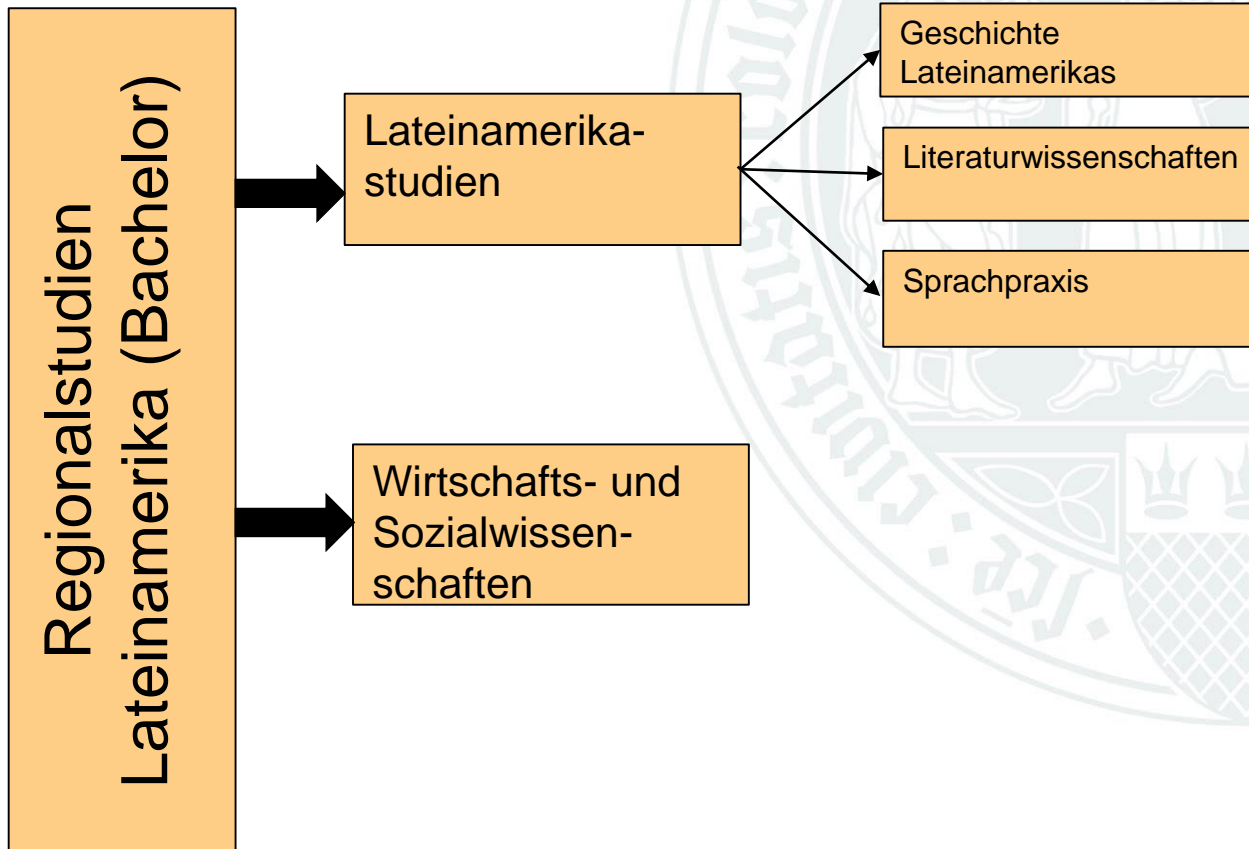 Regionalstudien
Lateinamerika (Bachelor)
Lateinamerika-
studien
Geschichte
Lateinamerikas
Literaturwissenschaften
Sprachpraxis
Wirtschafts- und
Sozialwissen-
schaften